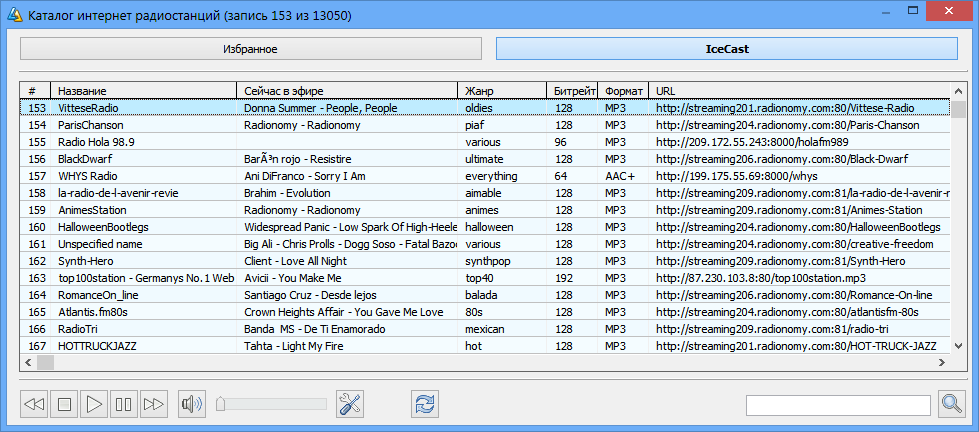 Каталог интернет радиостанций (запись 153 из 13050)
Избранное IceCast
# Название Сейчас в эфире Жанр Битрейт Формат URL
153 VitteseRadio Donna Summer - People, People oldies 128 MP3 http://streaming201.radionomy.com:80/Vittese-Radio
154 ParisChanson Radionomy - Radionomy piaf 128 MP3 http://streaming204.radionomy.com:80/Paris-Chanson
155 Radio Hola 98.9 various 96 MP3 http://209.172.55.243:8000/holafm989
156 BlackDwarf BarÃ³n rojo - Resistire ultimate 128 MP3 http://streaming206.radionomy.com:80/Black-Dwarf
157 WHYS Radio Ani DiFranco - Sorry I Am everything 64 AAC+ http://199.175.55.69:8000/whys
158 la-radio-de-l-avenir-revie Brahim - Evolution aimable 128 MP3 http://streaming209.radionomy.com:81/la-radio-de-l-avenir-r
159 AnimesStation Radionomy - Radionomy animes 128 MP3 http://streaming204.radionomy.com:81/Animes-Station
160 HalloweenBootlegs Widespread Panic - Low Spark Of High-Heele halloween 128 MP3 http://streaming204.radionomy.com:80/HalloweenBootlegs
161 Unspecified name Big Ali - Chris Prolls - Dogg Soso - Fatal Bazoo various 128 MP3 http://streaming204.radionomy.com:80/creative-freedom
162 Synth-Hero Client - Love All Night synthpop 128 MP3 http://streaming209.radionomy.com:81/Synth-Hero
163 top100station - Germanys No.1 Web Avicii - You Make Me top40 192 MP3 http://87.230.103.8:80/top100station.mp3
164 RomanceOn_line Santiago Cruz - Desde lejos balada 128 MP3 http://streaming206.radionomy.com:80/Romance-On-line
165 Atlantis.fm80s Crown Heights Affair - You Gave Me Love 80s 128 MP3 http://streaming206.radionomy.com:80/atlantisfm-80s
166 RadioTri Banda MS - De Ti Enamorado mexican 128 MP3 http://streaming209.radionomy.com:81/radio-tri
167 HOTTRUCKJAZZ Tahta - Light My Fire hot 128 MP3 http://streaming201.radionomy.com:80/HOT-TRUCK-JAZZ